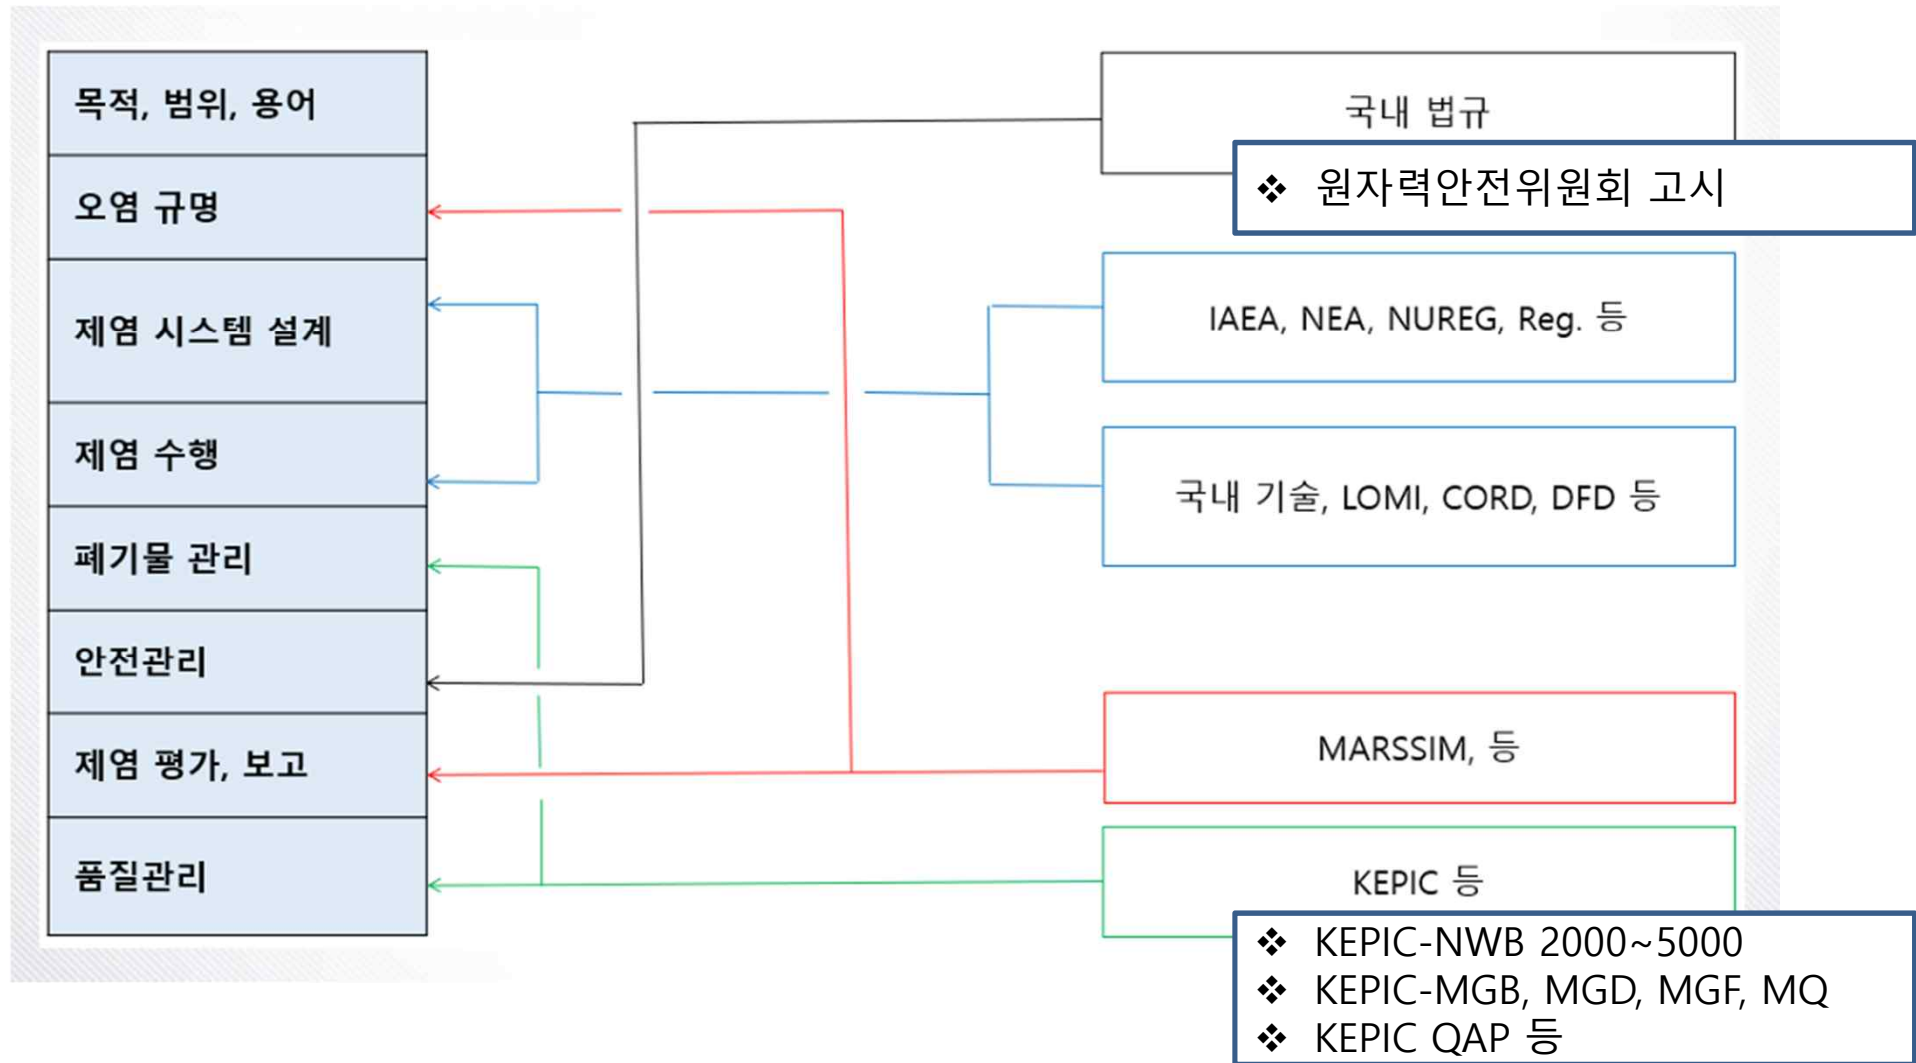 목적, 범위, 용어
오염 규명
제염 시스템 설계
제염 수행
폐기물 관리
안전관리
제염 평가, 보고
품질관리
국내 법규
❖ 원자력안전위원회 고시
IAEA, NEA, NUREG, Reg. 등
국내 기술, LOMI, CORD, DFD 등
MARSSIM, 등
KEPIC 등
❖ KEPIC-NWB 2000~5000
❖ KEPIC-MGB, MGD, MGF, MQ
❖ KEPIC QAP 등